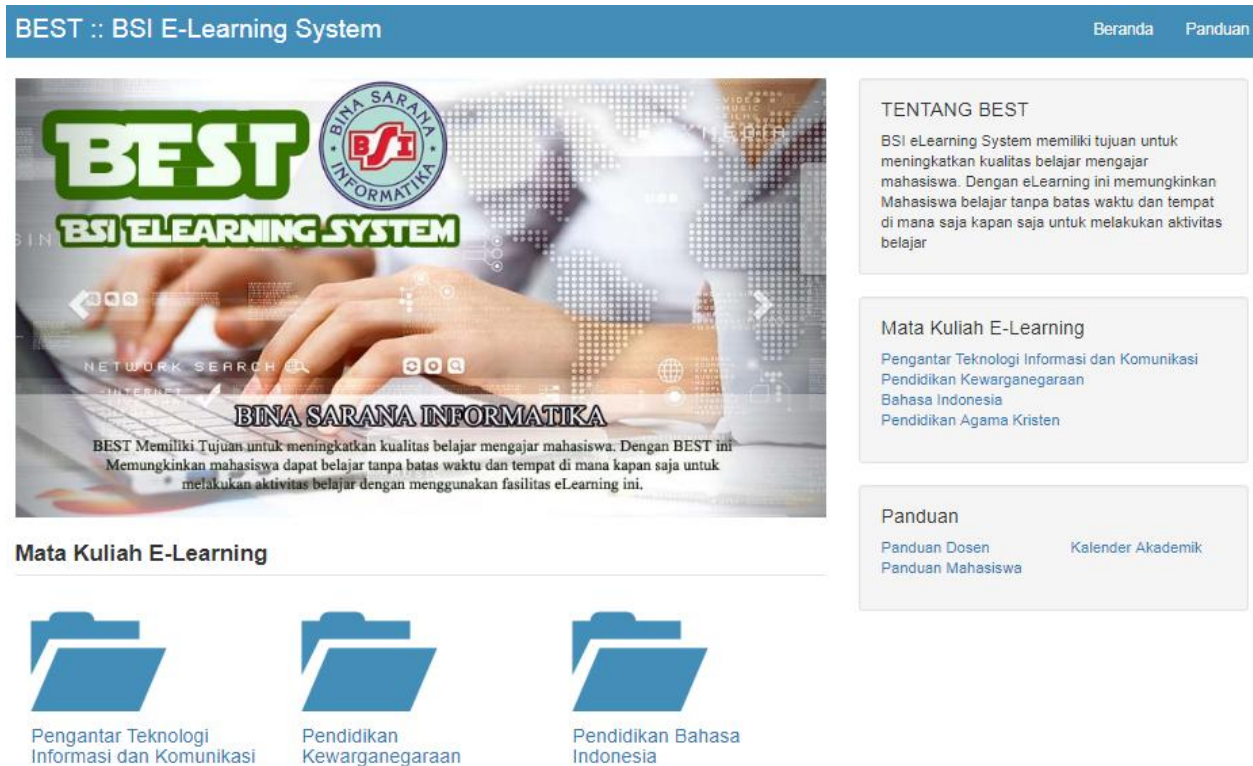 BEST :: BSI E-Learning System
Beranda Panduan
BEST
BINA SARANA
BSI
INFORMATIKA
BSI ELEARNING SYSTEM
NETWORK SEARCH
INTERNET
BINA SARANA INFORMATIKA
BEST Memiliki Tujuan untuk meningkatkan kualitas belajar mengajar mahasiswa. Dengan BEST ini
Memungkinkan mahasiswa dapat belajar tanpa batas waktu dan tempat di mana kapan saja untuk
melakukan aktivitas belajar dengan menggunakan fasilitas eLearning ini.
TENTANG BEST
BSI eLearning System memiliki tujuan untuk
meningkatkan kualitas belajar mengajar
mahasiswa. Dengan eLearning ini memungkinkan
Mahasiswa belajar tanpa batas waktu dan tempat
di mana saja kapan saja untuk melakukan aktivitas
belajar
Mata Kuliah E-Learning
Pengantar Teknologi Informasi dan Komunikasi
Pendidikan Kewarganegaraan
Bahasa Indonesia
Pendidikan Agama Kristen
Panduan
Panduan Dosen Kalender Akademik
Panduan Mahasiswa
Mata Kuliah E-Learning
Pengantar Teknologi
Informasi dan Komunikasi
Pendidikan
Kewarganegaraan
Pendidikan Bahasa
Indonesia